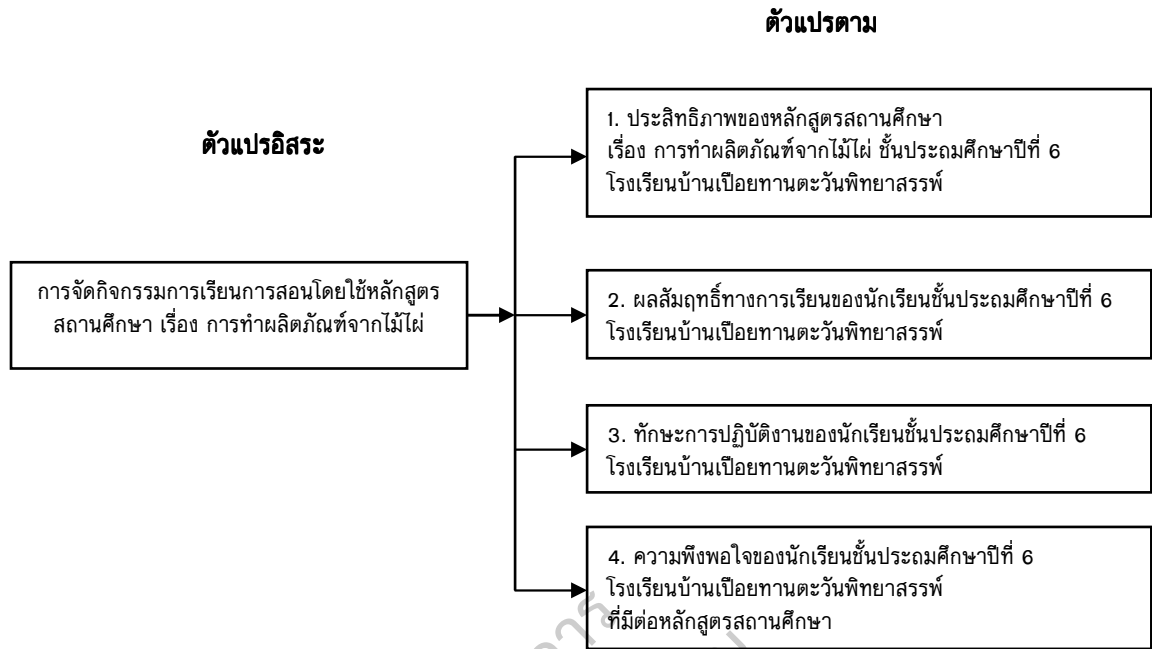 ตัวแปรตาม
ตัวแปรอิสระ
1. ประสิทธิภาพของหลักสูตรสถานศึกษา
เรื่อง การทำผลิตภัณฑ์จากไม้ไผ่ ชั้นประถมศึกษาปีที่ 6
โรงเรียนบ้านเปือยทานตะวันพิทยาสรรพ์
การจัดกิจกรรมการเรียนการสอนโดยใช้หลักสูตร
สถานศึกษา เรื่อง การทำผลิตภัณฑ์จากไม้ไผ่
2. ผลสัมฤทธิ์ทางการเรียนของนักเรียนชั้นประถมศึกษาปีที่ 6
โรงเรียนบ้านเปือยทานตะวันพิทยาสรรพ์
3. ทักษะการปฏิบัติงานของนักเรียนชั้นประถมศึกษาปีที่ 6
โรงเรียนบ้านเปือยทานตะวันพิทยาสรรพ์
4. ความพึงพอใจของนักเรียนชั้นประถมศึกษาปีที่ 6
โรงเรียนบ้านเปือยทานตะวันพิทยาสรรพ์
ที่มีต่อหลักสูตรสถานศึกษา